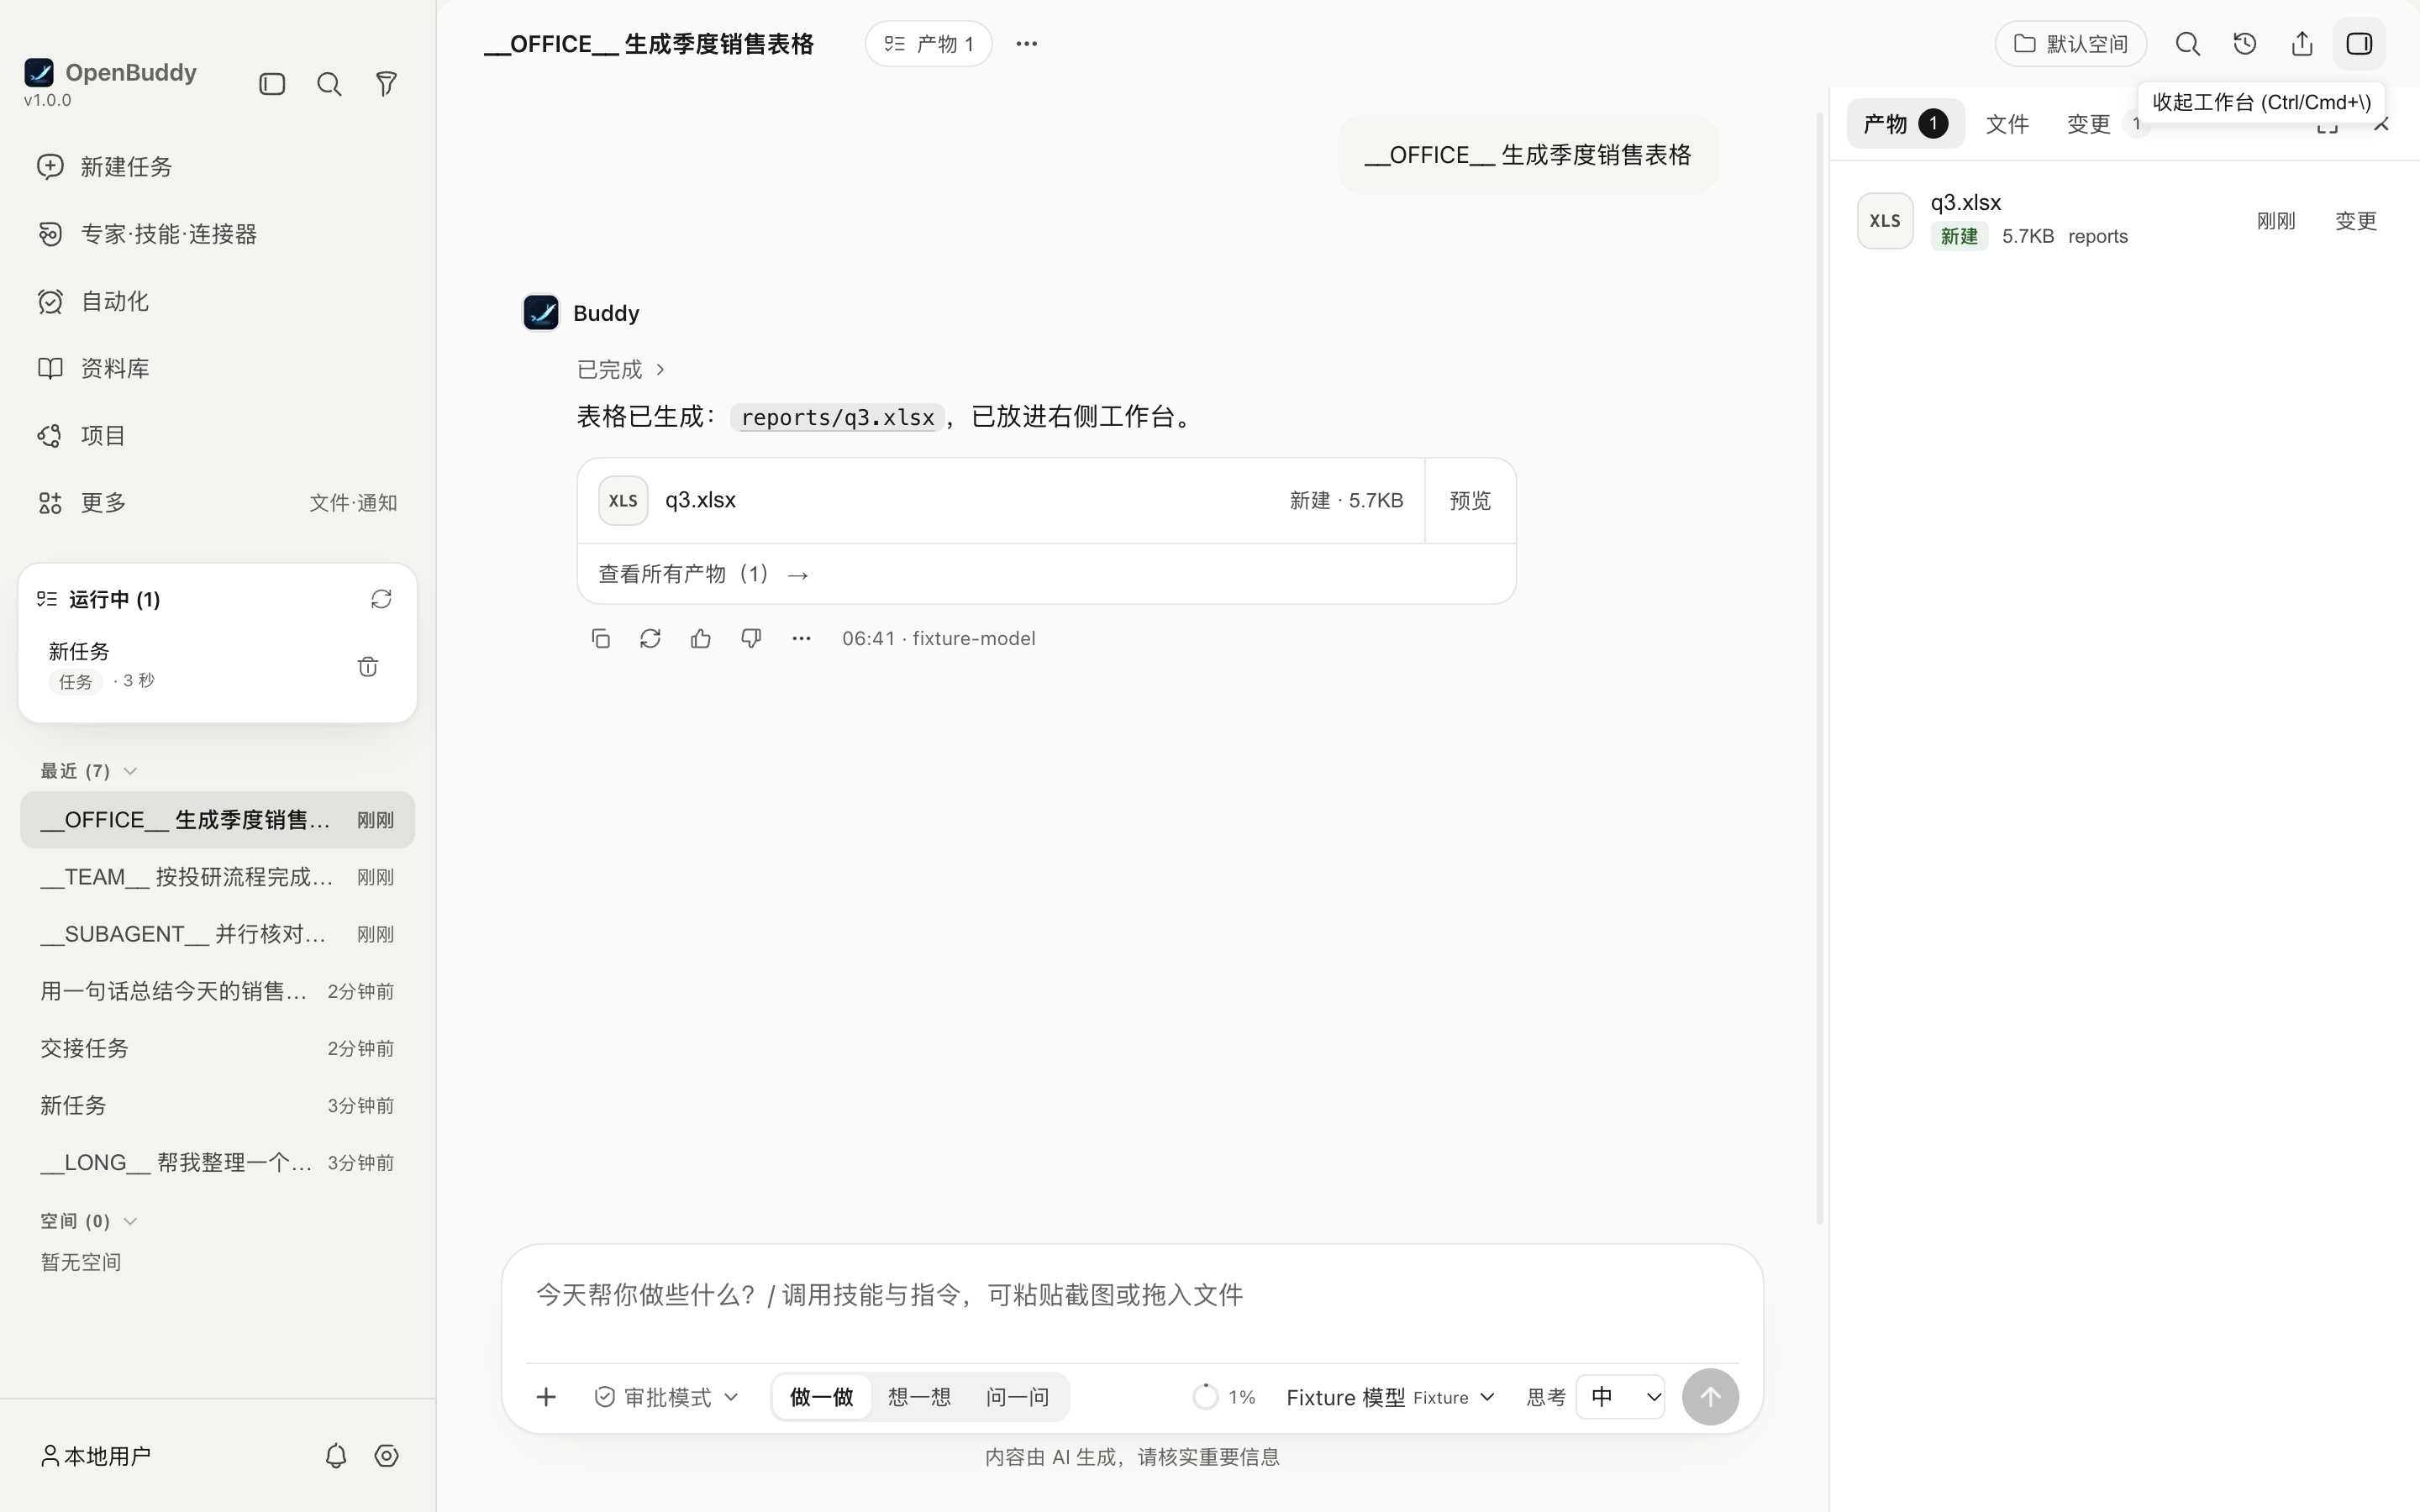 OpenBuddy
v1.0.0
新建任务
专家·技能·连接器
自动化
资料库
项目
更多 文件·通知
运行中 (1)
新任务
任务 · 3 秒
最近 (7)
__OFFICE__ 生成季度销售… 刚刚
__TEAM__ 按投研流程完成… 刚刚
__SUBAGENT__ 并行核对… 刚刚
用一句话总结今天的销售… 2分钟前
交接任务 2分钟前
新任务 3分钟前
__LONG__ 帮我整理一个… 3分钟前
空间 (0)
暂无空间
本地用户
__OFFICE__ 生成季度销售表格 产物 1
默认空间
收起工作台 (Ctrl/Cmd+\)
__OFFICE__ 生成季度销售表格
Buddy
已完成
表格已生成：reports/q3.xlsx，已放进右侧工作台。
XLS q3.xlsx 新建 · 5.7KB 预览
查看所有产物（1） →
06:41 · fixture-model
今天帮你做些什么？/ 调用技能与指令，可粘贴截图或拖入文件
审批模式 做一做 想一想 问一问 1% Fixture 模型 Fixture 思考 中
内容由 AI 生成，请核实重要信息
产物 1 文件 变更 1
XLS q3.xlsx
新建 5.7KB reports
刚刚 变更